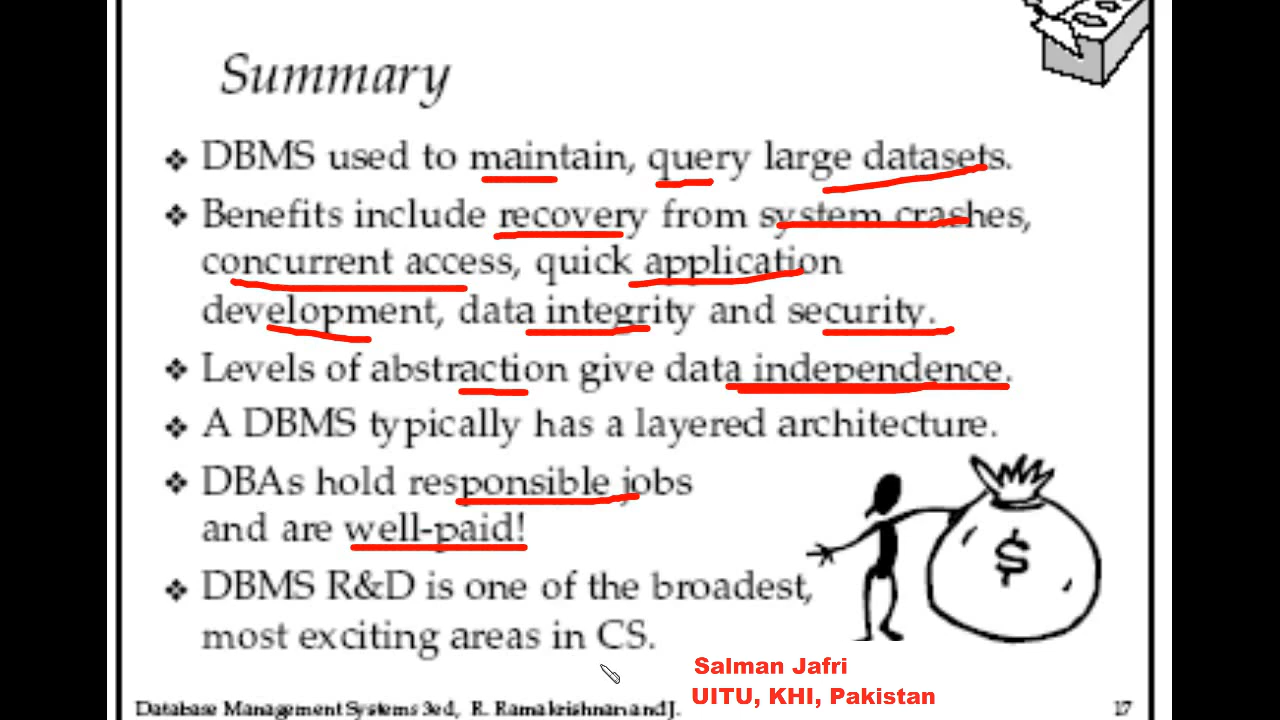 Summary
❖ DBMS used to maintain, query large datasets.
❖ Benefits include recovery from system crashes,
concurrent access, quick application
development, data integrity and security.
❖ Levels of abstraction give data independence.
❖ A DBMS typically has a layered architecture.
❖ DBAs hold responsible jobs
and are well-paid!
❖ DBMS R&D is one of the broadest,
most exciting areas in CS.
$
Salman Jafri
UITU, KHI, Pakistan
Database Management Systems 3ed, R. Ramakrishnan and J.
17